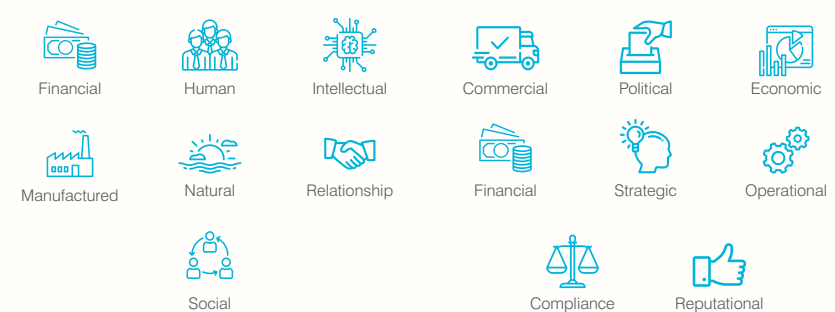 Financial
Human
Intellectual
Commercial
Political
Economic
Manufactured
Natural
Relationship
Financial
Strategic
Operational
Social
Compliance
Reputational